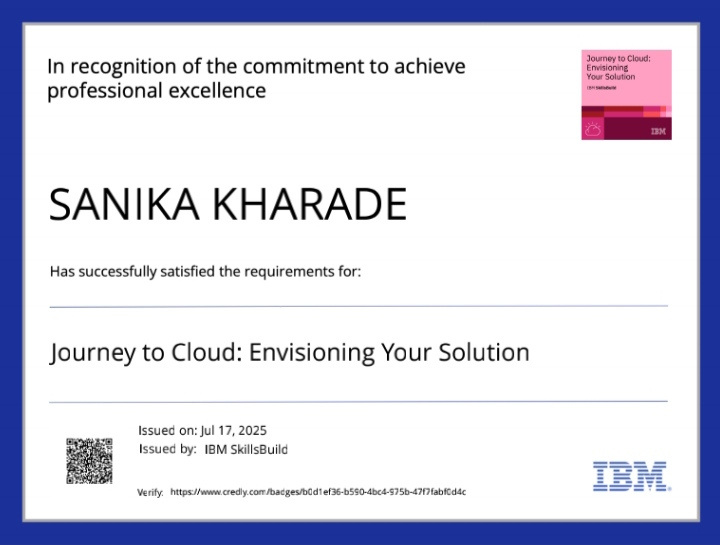 In recognition of the commitment to achieve
professional excellence
Journey to Cloud:
Envisioning
Your Solution
IBM SkillsBuild
IBM
SANIKA KHARADE
Has successfully satisfied the requirements for:
Journey to Cloud: Envisioning Your Solution
Issued on: Jul 17, 2025
Issued by: IBM SkillsBuild
Verify: https://www.credly.com/badges/b0d1ef36-b590-4bc4-975b-47f7fabf0d4c
IBM